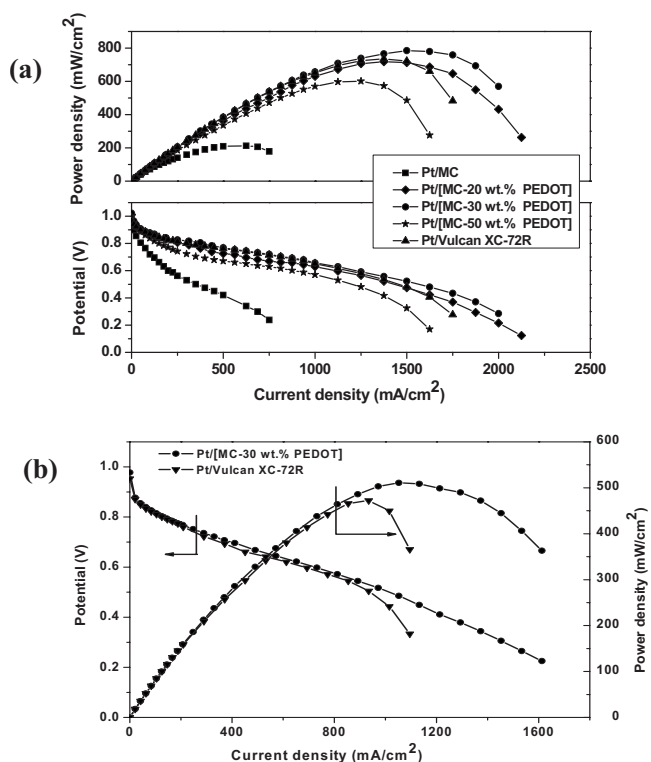 (a)
Power density (mW/cm²)
800
600
400
200
0
Pt/MC
Pt/[MC-20 wt.% PEDOT]
Pt/[MC-30 wt.% PEDOT]
Pt/[MC-50 wt.% PEDOT]
Pt/Vulcan XC-72R
Potential (V)
1.0
0.8
0.6
0.4
0.2
0.0
0 500 1000 1500 2000 2500
Current density (mA/cm²)
(b)
Pt/[MC-30 wt.% PEDOT]
Pt/Vulcan XC-72R
Potential (V)
1.0
0.8
0.6
0.4
0.2
0.0
600
500
400
300
200
100
0
Power density (mW/cm²)
0 400 800 1200 1600
Current density (mA/cm²)